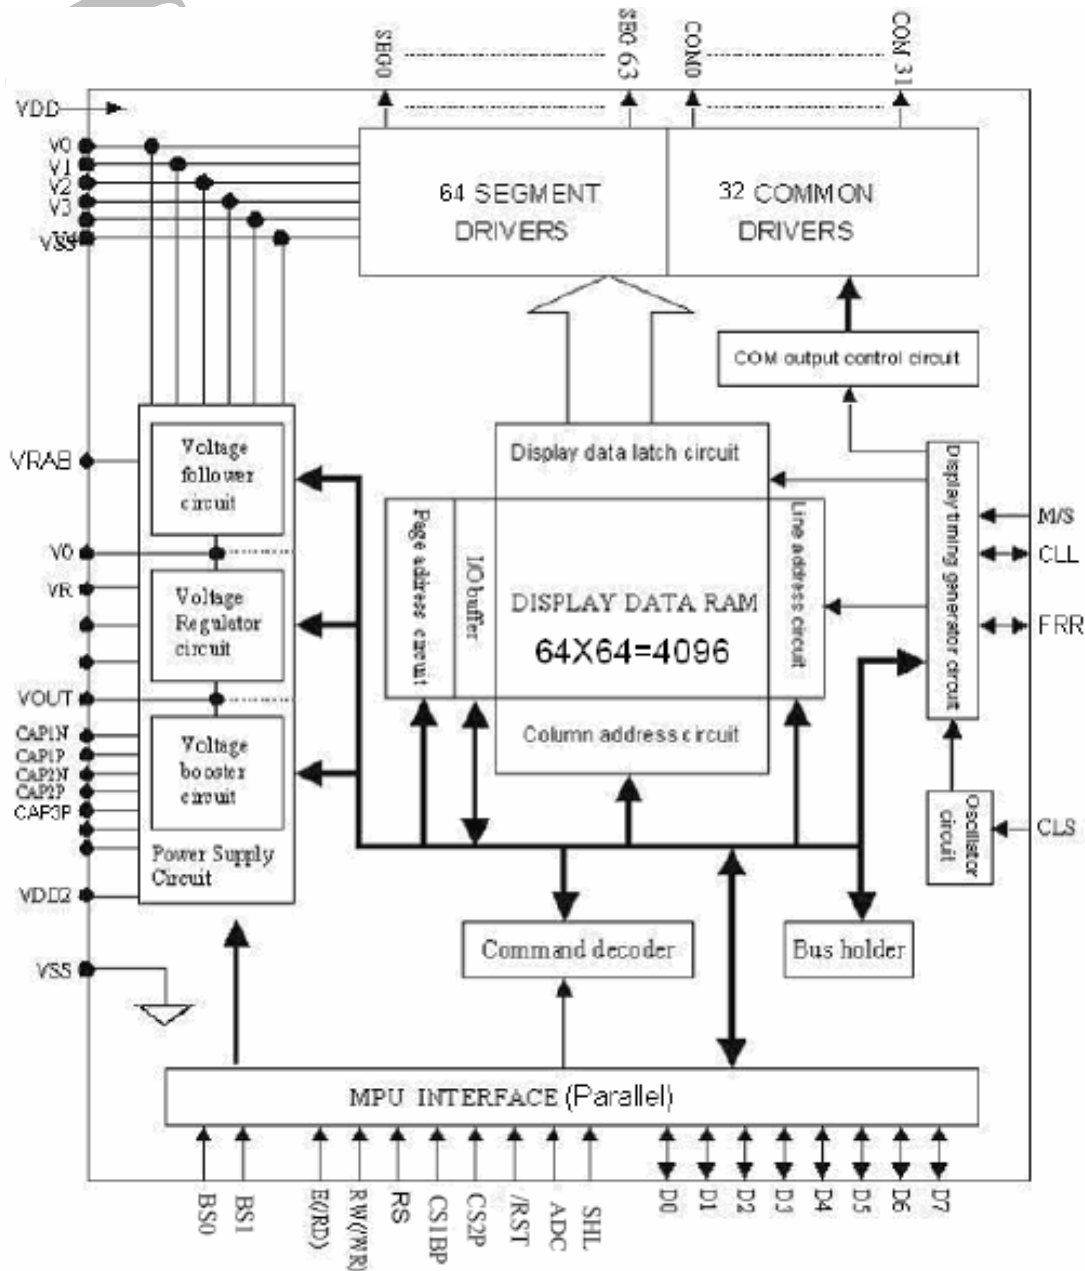 SEG0
SEG 63
COM0
COM 31
VDD
V0
V1
V2
V3
VSS
64 SEGMENT
DRIVERS
32 COMMON
DRIVERS
COM output control circuit
VRAB
Voltage
follower
circuit
Display data latch circuit
Display timing generator circuit
M/S
CLL
FRR
V0
VR
Voltage
Regulator
circuit
Page address circuit
I/O buffer
DISPLAY DATA RAM
64X64=4096
Line address circuit
VOUT
Column address circuit
CAP1N
CAP1P
CAP2N
CAP2P
CAP3P
Voltage
booster
circuit
Power Supply
Circuit
Oscillator
circuit
CLS
VDD2
Command decoder
Bus holder
VSS
MPU INTERFACE (Parallel)
BS0
BS1
E(/RD)
RW(/WR)
RS
CS1BP
CS2P
/RST
ADC
SHL
D0
D1
D2
D3
D4
D5
D6
D7